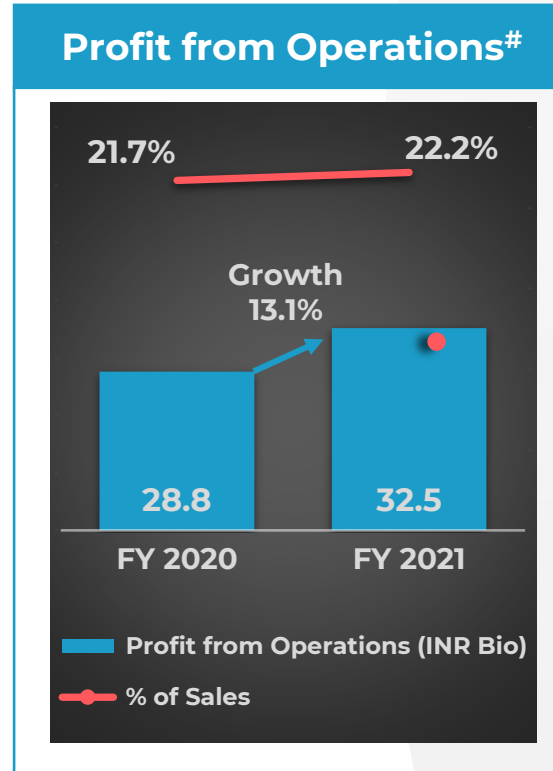 Profit from Operations#
21.7%
22.2%
Growth
13.1%
28.8
32.5
FY 2020
FY 2021
Profit from Operations (INR Bio)
% of Sales